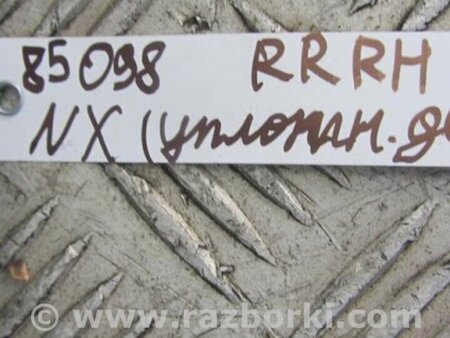 85098 RRRH
NX (уплотн.
© www.razborki.com